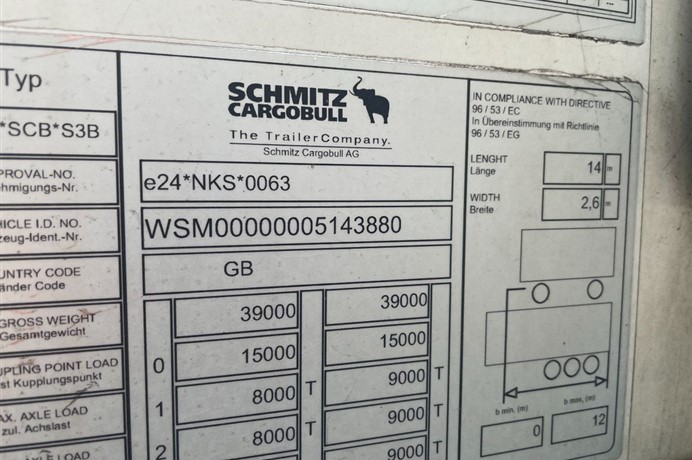 Typ
SCHMITZ
CARGOBULL
The TrailerCompany.
Schmitz Cargobull AG
*SCB*S3B
PROVAL-NO.
ehmigungs-Nr.
e24*NKS*0063
HICLE I.D. NO.
zeug-Ident.-Nr.
WSM00000005143880
UNTRY CODE
änder Code
GB
GROSS WEIGHT
Gesamtgewicht
39000 T 39000
UPLING POINT LOAD
st Kupplungspunkt
0 15000 15000
AX. AXLE LOAD
zul. Achslast
1 8000 T 9000 T
2 8000 T 9000 T
8000 9000
IN COMPLIANCE WITH DIRECTIVE
96 / 53 / EC
In Übereinstimmung mit Richtlinie
96 / 53 / EG
LENGHT
Länge
14 m
WIDTH
Breite
2,6 m
b min. (m) b max. (m)
0 12